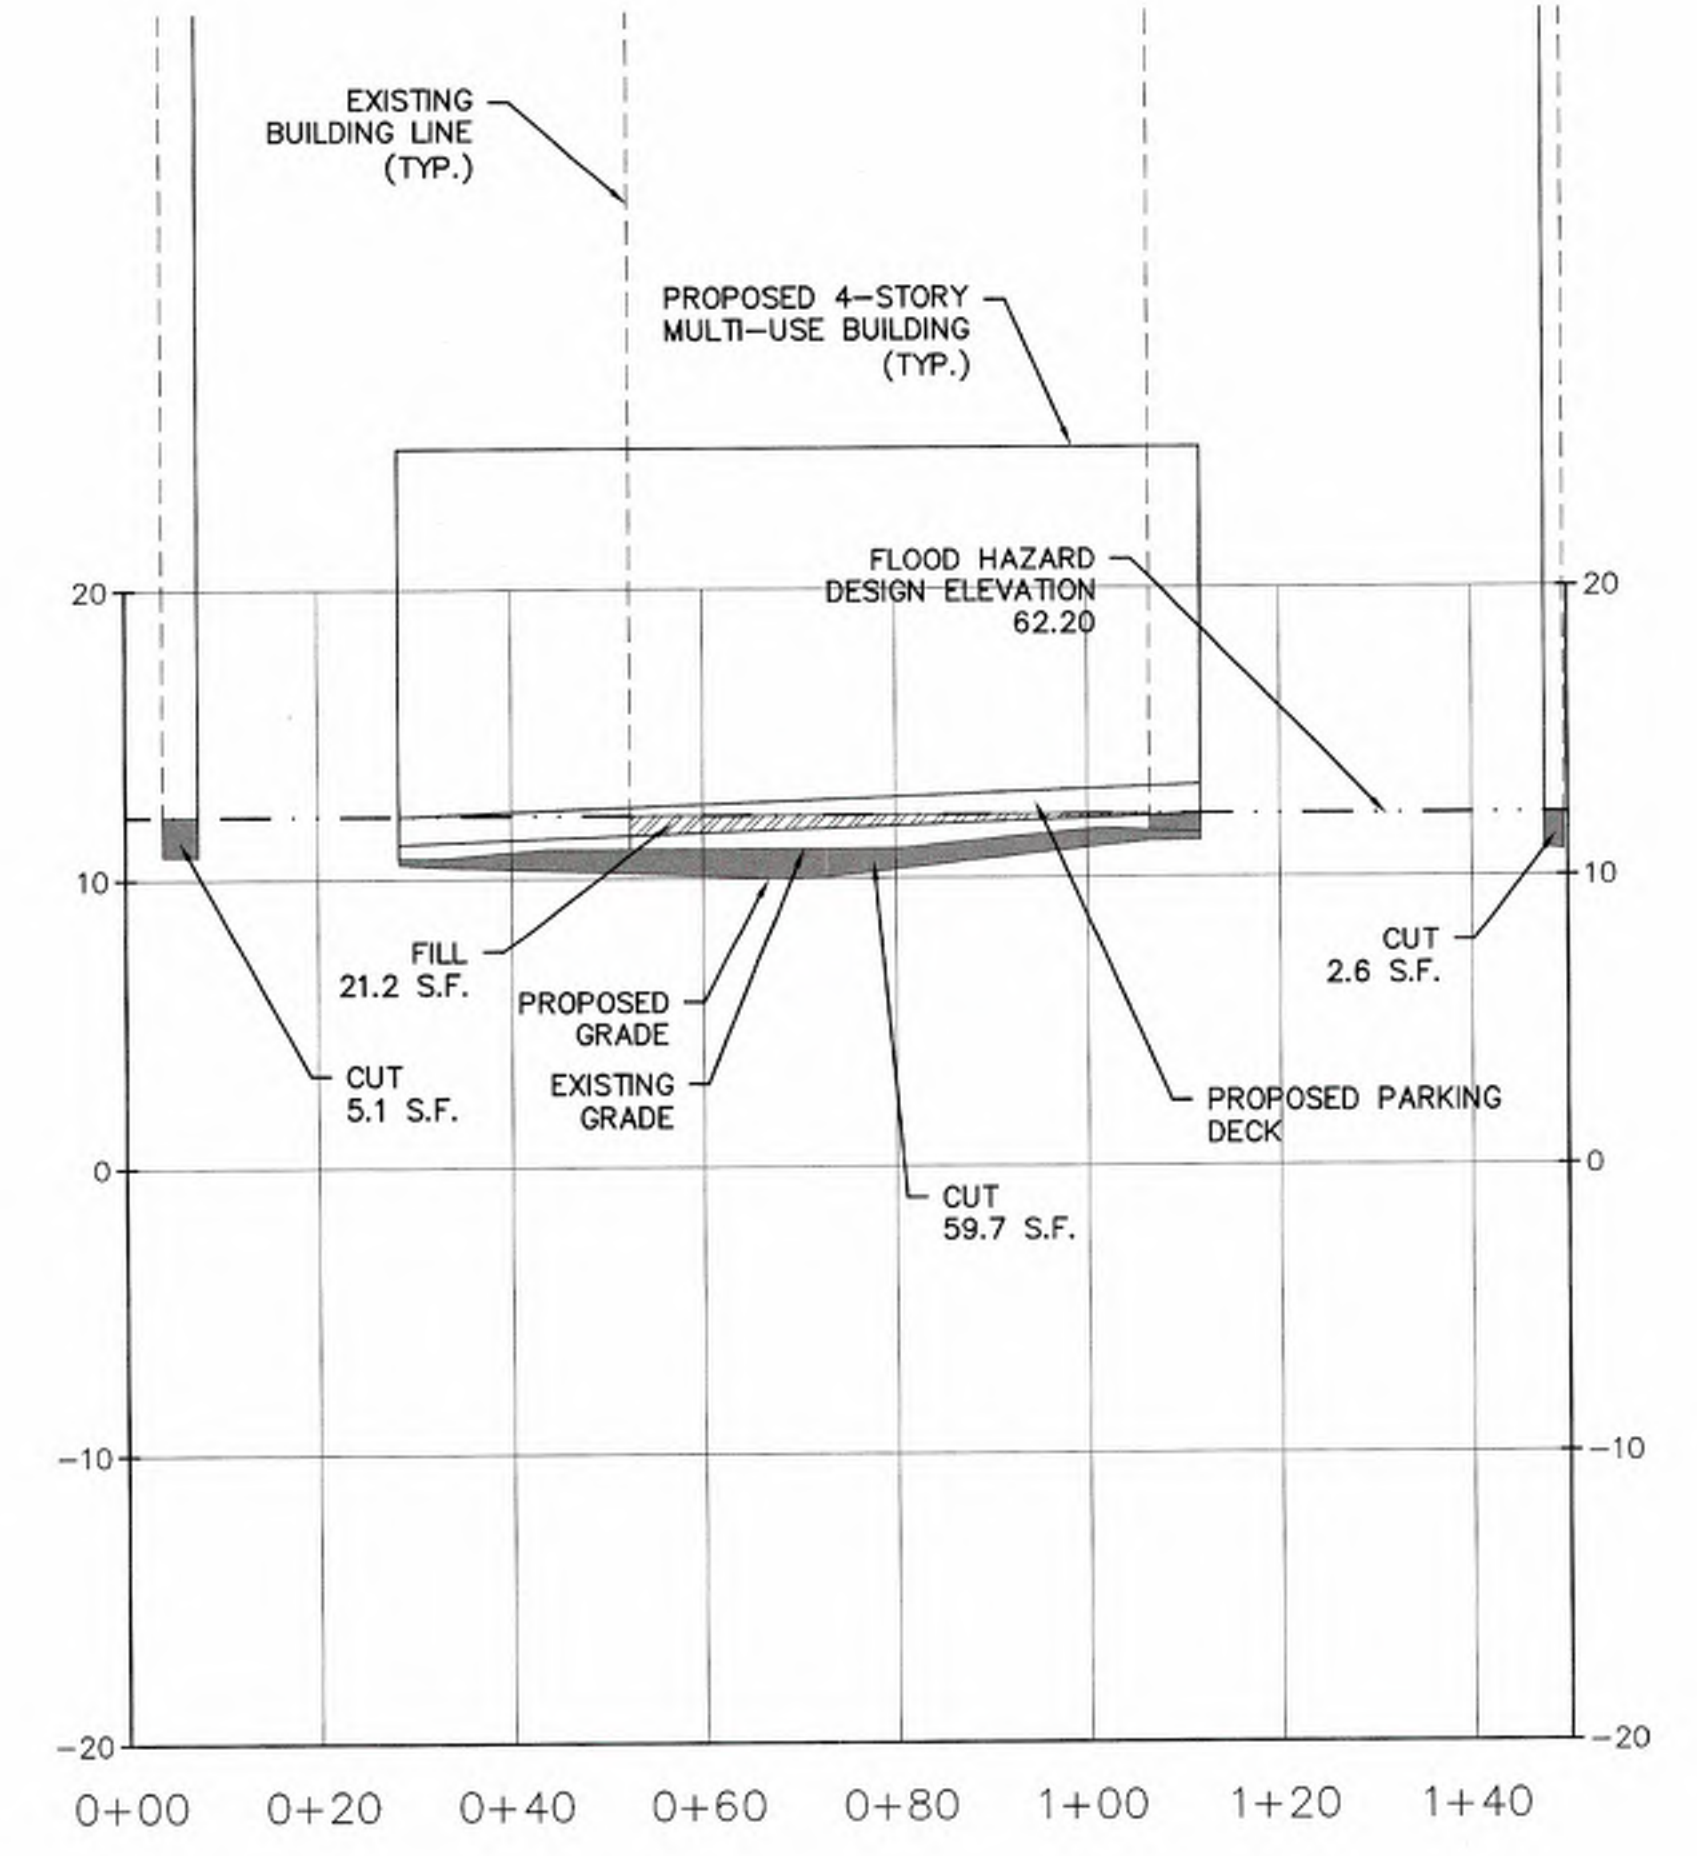 EXISTING
BUILDING LINE
(TYP.)
PROPOSED 4-STORY
MULTI-USE BUILDING
(TYP.)
FLOOD HAZARD
DESIGN ELEVATION
62.20
20
20
10
10
FILL
21.2 S.F.
CUT
2.6 S.F.
PROPOSED
GRADE
CUT
5.1 S.F.
EXISTING
GRADE
PROPOSED PARKING
DECK
0
0
CUT
59.7 S.F.
-10
-10
-20
-20
0+00 0+20 0+40 0+60 0+80 1+00 1+20 1+40